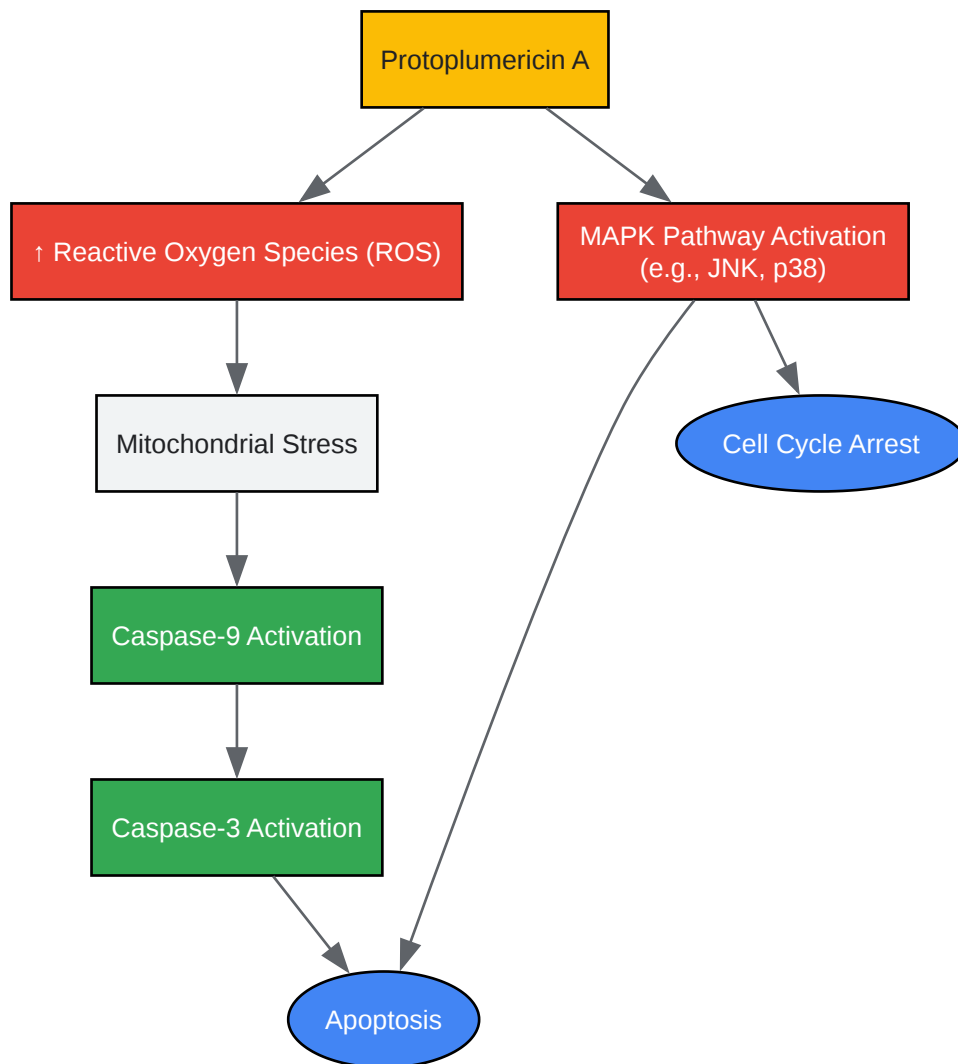 Protoplumericin A
↑ Reactive Oxygen Species (ROS)
MAPK Pathway Activation
(e.g., JNK, p38)
Mitochondrial Stress
Cell Cycle Arrest
Caspase-9 Activation
Caspase-3 Activation
Apoptosis